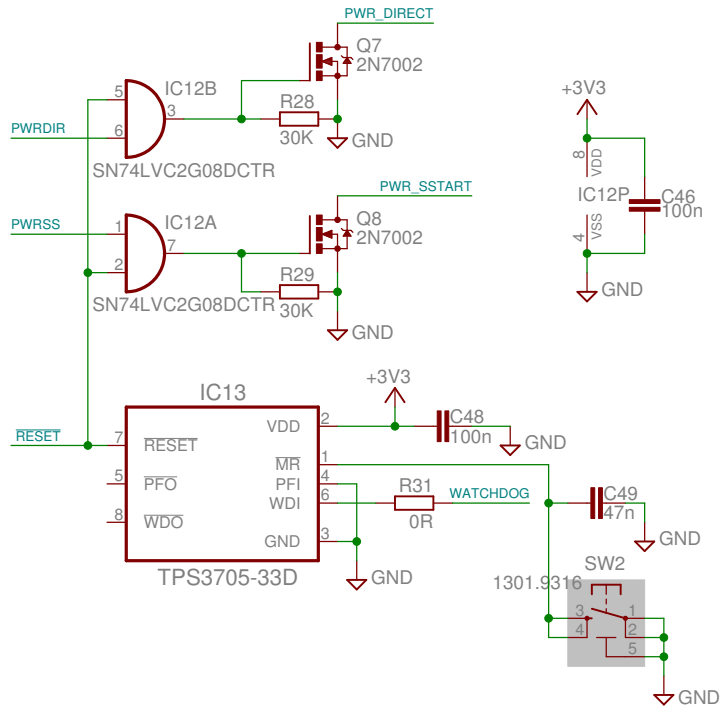 PWR_DIRECT
Q7
2N7002
IC12B
5
3
6
PWRDIR
R28
30K
GND
SN74LVC2G08DCTR
+3V3
8
VDD
IC12P
C46
100n
4
VSS
GND
PWR_SSTART
Q8
2N7002
IC12A
PWRSS
1
7
2
R29
30K
GND
SN74LVC2G08DCTR
IC13
+3V3
RESET
7
RESET
5
PFO
8
WDO
VDD
2
MR
1
PFI
4
WDI
6
GND
3
TPS3705-33D
C48
100n
GND
R31
0R
WATCHDOG
C49
47n
GND
GND
SW2
1301.9316
3
1
4
2
5
GND